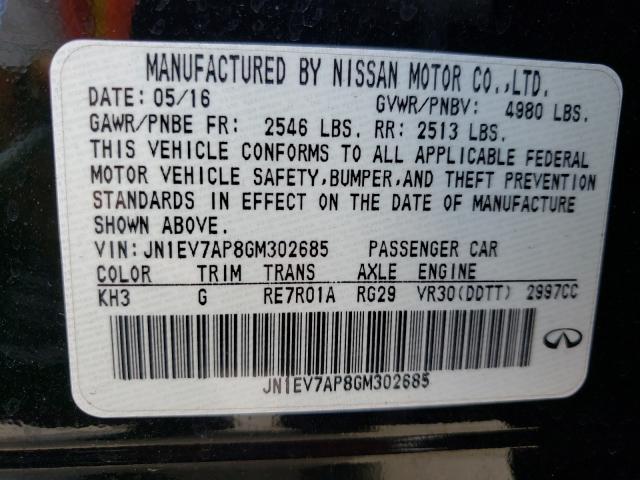 MANUFACTURED BY NISSAN MOTOR CO.,LTD.
DATE: 05/16 GVWR/PNBV: 4980 LBS.
GAWR/PNBE FR: 2546 LBS. RR: 2513 LBS.
THIS VEHICLE CONFORMS TO ALL APPLICABLE FEDERAL
MOTOR VEHICLE SAFETY,BUMPER,AND THEFT PREVENTION
STANDARDS IN EFFECT ON THE DATE OF MANUFACTURE
SHOWN ABOVE.
VIN:JN1EV7AP8GM302685 PASSENGER CAR
COLOR TRIM TRANS AXLE ENGINE
KH3 G RE7R01A RG29 VR30(DDTT) 2997CC
JN1EV7AP8GM302685